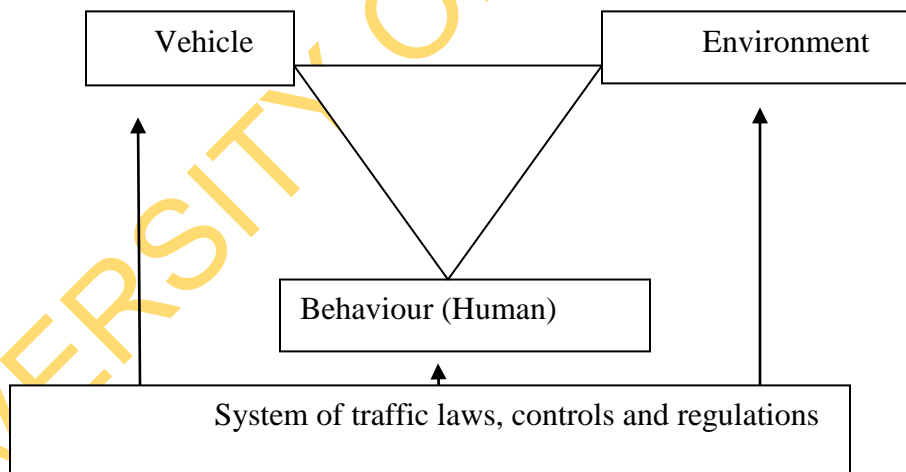 Vehicle
Environment
Behaviour (Human)
System of traffic laws, controls and regulations